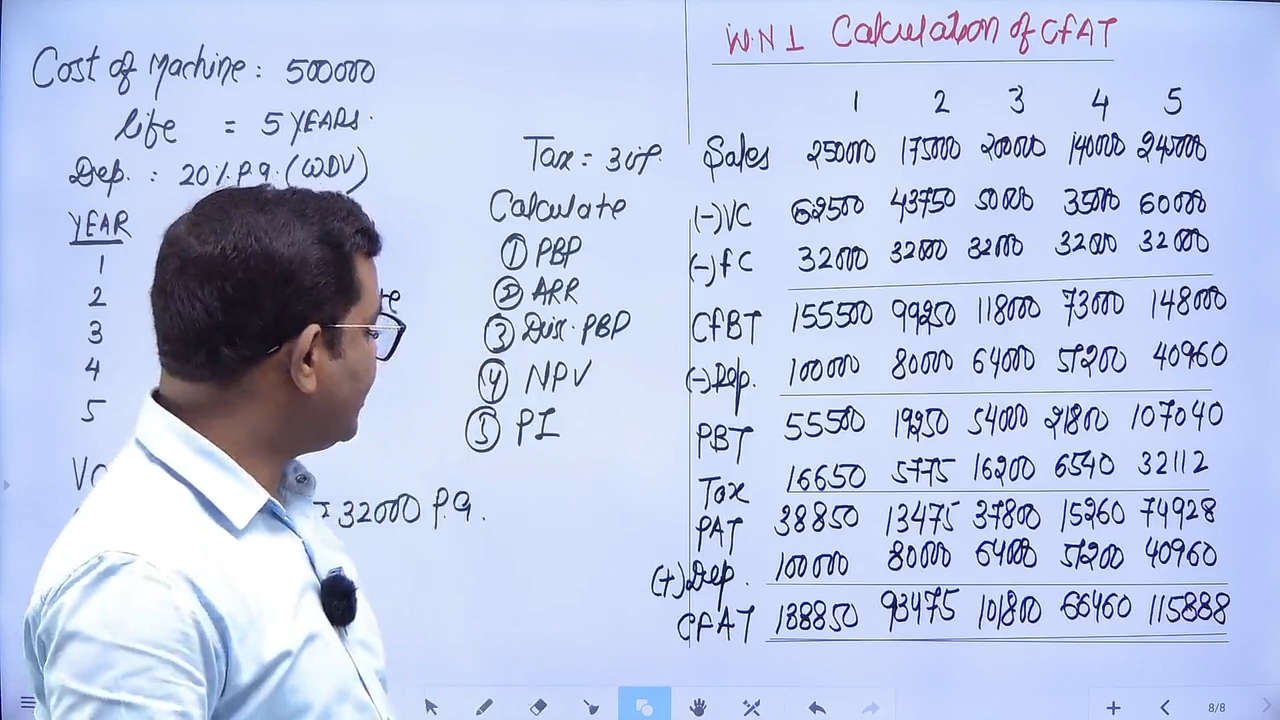 Cost of Machine : 500000
life = 5 YEARS.
Dep. : 20% P.a. (WDV)
YEAR
1
2
3
4
5
= 32000 P.a.
Tax = 30%
Calculate
① PBP
② ARR
③ Dis. PBP
④ NPV
⑤ PI
W.N 1 Calculation of CFAT
1 2 3 4 5
Sales 250000 175000 200000 140000 240000
(-) VC 62500 43750 50000 35000 60000
(-) FC 32000 32000 32000 32000 32000
CFBT 155500 99250 118000 73000 148000
(-) Dep. 100000 80000 64000 51200 40960
PBT 55500 19250 54000 21800 107040
Tax 16650 5775 16200 6540 32112
PAT 38850 13475 37800 15260 74928
(+) Dep. 100000 80000 64000 51200 40960
CFAT 138850 93475 101800 66460 115888
8/8